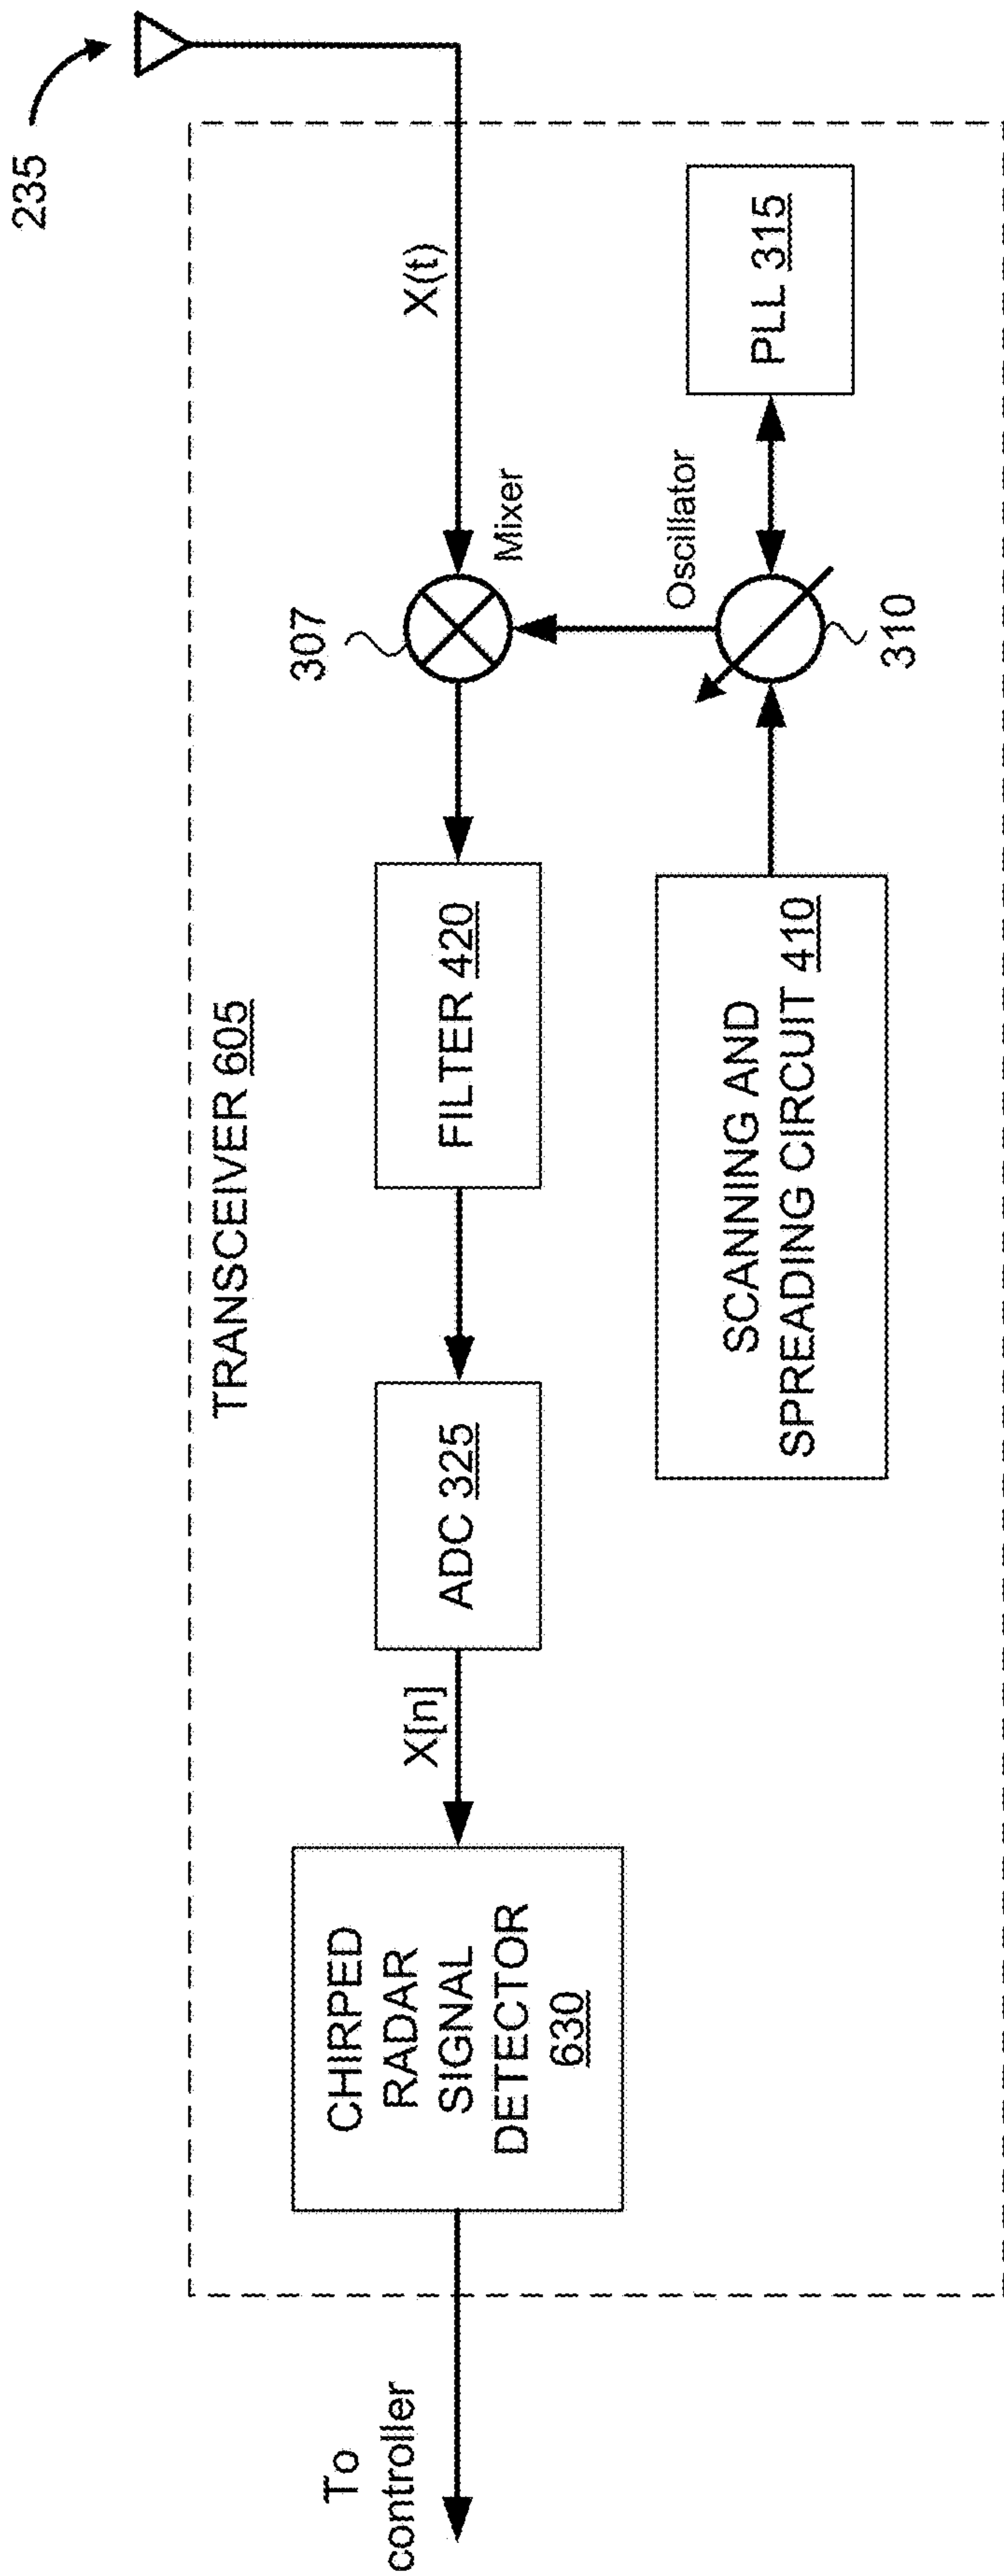 235
TRANSCEIVER 605
To
controller
CHIRPED
RADAR
SIGNAL
DETECTOR
630
X[n]
ADC 325
FILTER 420
307
Mixer
X(t)
SCANNING AND
SPREADING CIRCUIT 410
Oscillator
310
PLL 315